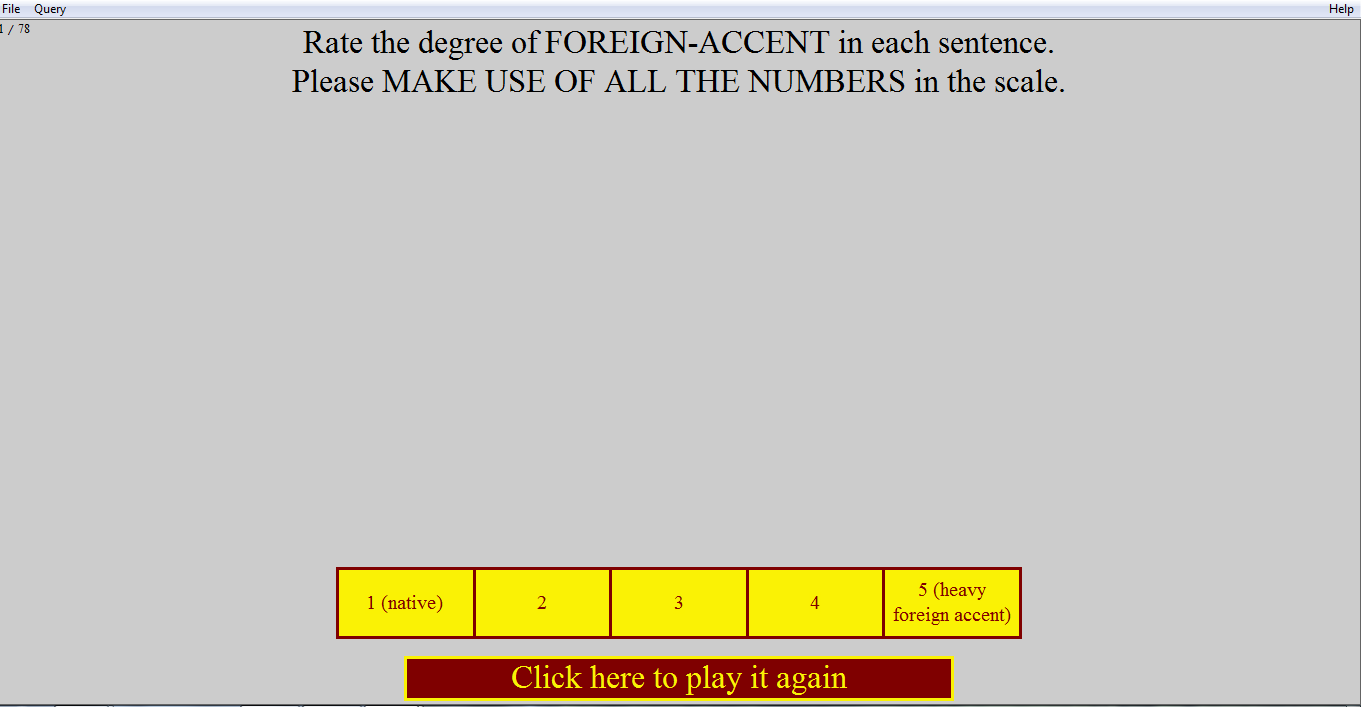 File Query Help
1 / 78
Rate the degree of FOREIGN-ACCENT in each sentence.
Please MAKE USE OF ALL THE NUMBERS in the scale.
1 (native) 2 3 4 5 (heavy
foreign accent)
Click here to play it again